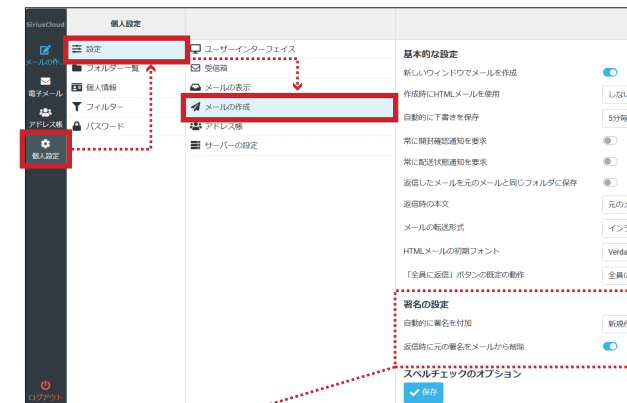 SiriusCloud
個人設定
メールの作...
電子メール
アドレス帳
個人設定
ログアウト
設定
フォルダー一覧
個人情報
フィルター
パスワード
ユーザーインターフェイス
受信箱
メールの表示
メールの作成
アドレス帳
サーバーの設定
基本的な設定
新しいウィンドウでメールを作成
作成時にHTMLメールを使用
しない
自動的に下書きを保存
5分毎
常に開封確認通知を要求
常に配送状態通知を要求
返信したメールを元のメールと同じフォルダに保存
返信時の本文
元の
メールの転送形式
イン
HTMLメールの初期フォント
Verda
「全員に返信」ボタンの既定の動作
全員に
署名の設定
自動的に署名を付加
新規
返信時に元の署名をメールから削除
スペルチェックのオプション
保存